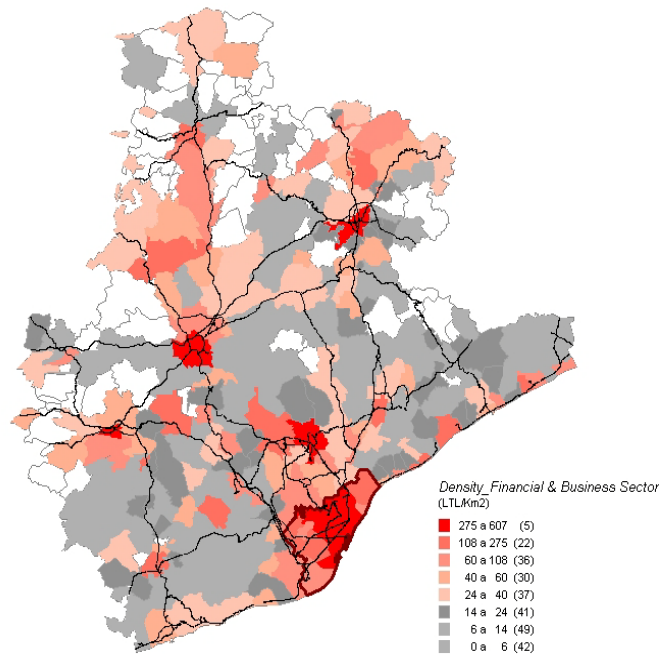 Density_Financial & Business Sector
(LTL/Km2)
275 a 607 (5)
108 a 275 (22)
60 a 108 (36)
40 a 60 (30)
24 a 40 (37)
14 a 24 (41)
6 a 14 (49)
0 a 6 (42)